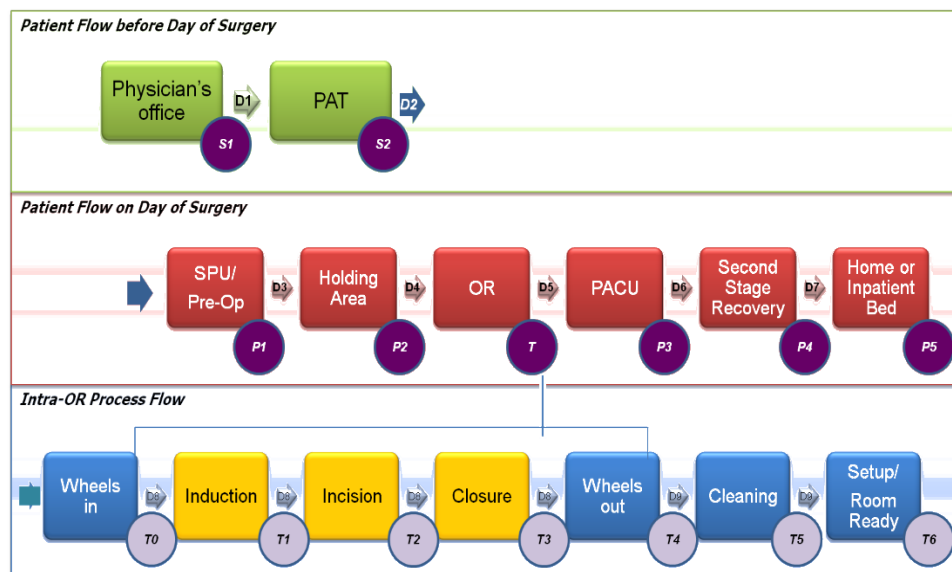 Patient Flow before Day of Surgery
Physician's
office
D1
PAT
D2
S1
S2
Patient Flow on Day of Surgery
SPU/
Pre-Op
D3
Holding
Area
D4
OR
D5
PACU
D6
Second
Stage
Recovery
D7
Home or
Inpatient
Bed
P1
P2
T
P3
P4
P5
Intra-OR Process Flow
Wheels
in
D8
Induction
D8
Incision
D8
Closure
D8
Wheels
out
D9
Cleaning
D9
Setup/
Room
Ready
T0
T1
T2
T3
T4
T5
T6